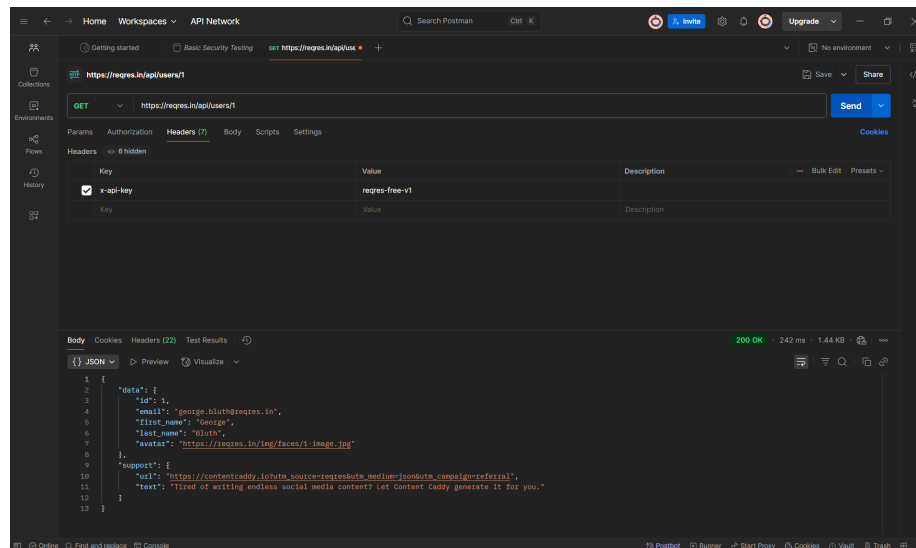 Home Workspaces API Network Search Postman Ctrl K Invite Upgrade
Getting started Basic Security Testing GET https://reqres.in/api/use No environment
HTTP https://reqres.in/api/users/1 Save Share
Collections
GET https://reqres.in/api/users/1 Send
Environments
Params Authorization Headers (7) Body Scripts Settings Cookies
Flows
Headers 6 hidden
Key Value Description Bulk Edit Presets
History
x-api-key reqres-free-v1
Key Value Description
Body Cookies Headers (22) Test Results 200 OK 242 ms 1.44 KB
{} JSON Preview Visualize
1 {
2 "data": {
3 "id": 1,
4 "email": "george.bluth@reqres.in",
5 "first_name": "George",
6 "last_name": "Bluth",
7 "avatar": "https://reqres.in/img/faces/1-image.jpg"
8 },
9 "support": {
10 "url": "https://contentcaddy.io?utm_source=reqres&utm_medium=json&utm_campaign=referral",
11 "text": "Tired of writing endless social media content? Let Content Caddy generate it for you."
12 }
13 }
Online Find and replace Console Postbot Runner Start Proxy Cookies Vault Trash